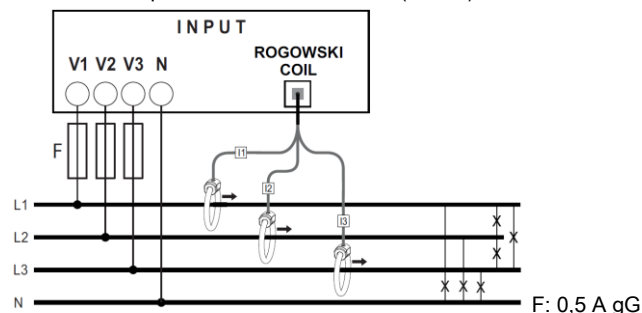 INPUT
ROGOWSKI
COIL
V1 V2 V3 N
F
I1
I2
I3
L1
L2
L3
N
F: 0,5 A gG